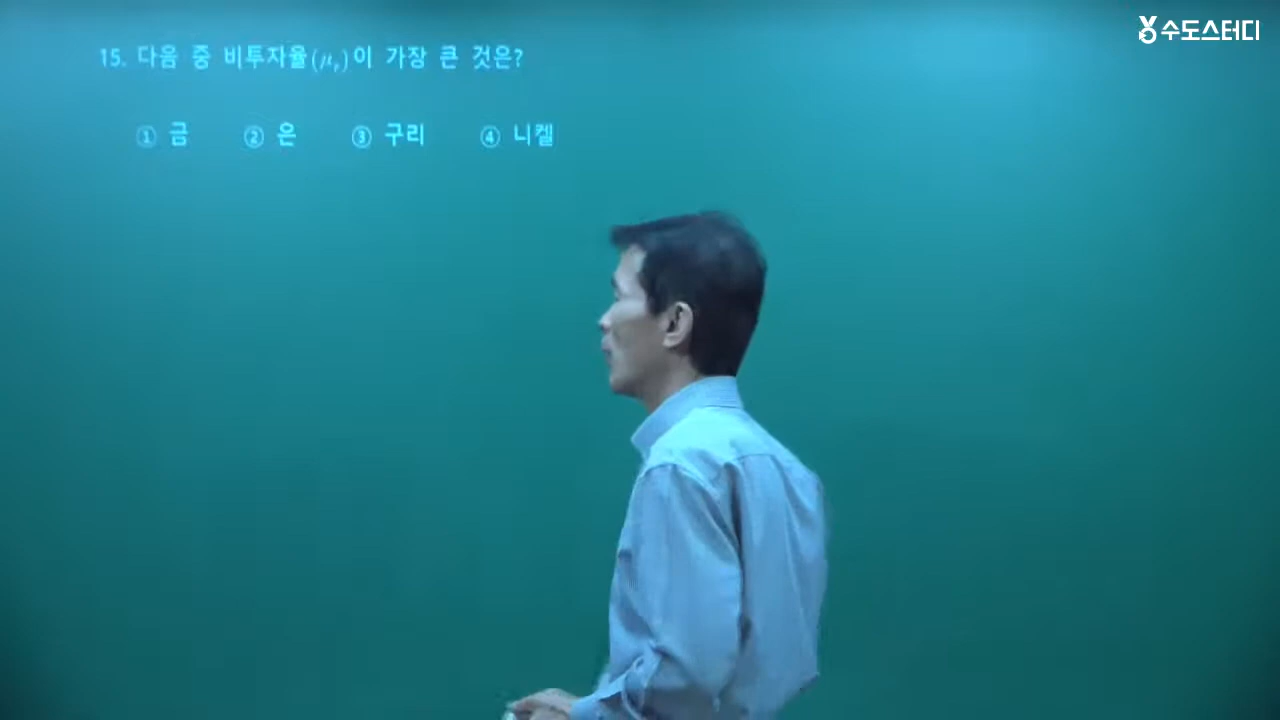 수도스터디
15. 다음 중 비투자율(μᵣ)이 가장 큰 것은?
① 금 ② 은 ③ 구리 ④ 니켈